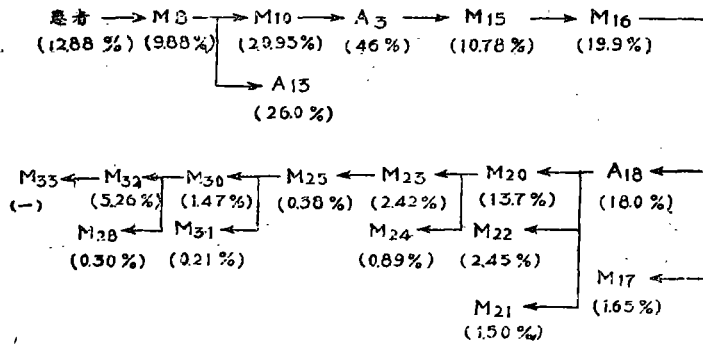 患者 → M8 → M10 → A3 → M15 → M16
(12.88 %) (9.88 %) (20.95 %) (46 %) (10.78 %) (19.9 %)
A13
(26.0 %)
M33 ← M32 ← M30 ← M25 ← M23 ← M20 ← A18
(—) (5.26 %) (1.47 %) (0.38 %) (2.42 %) (13.7 %) (18.0 %)
M28 M31 M24 M22
(0.30 %) (0.21 %) (0.89 %) (2.45 %)
M17
(1.65 %)
M21
(1.50 %)